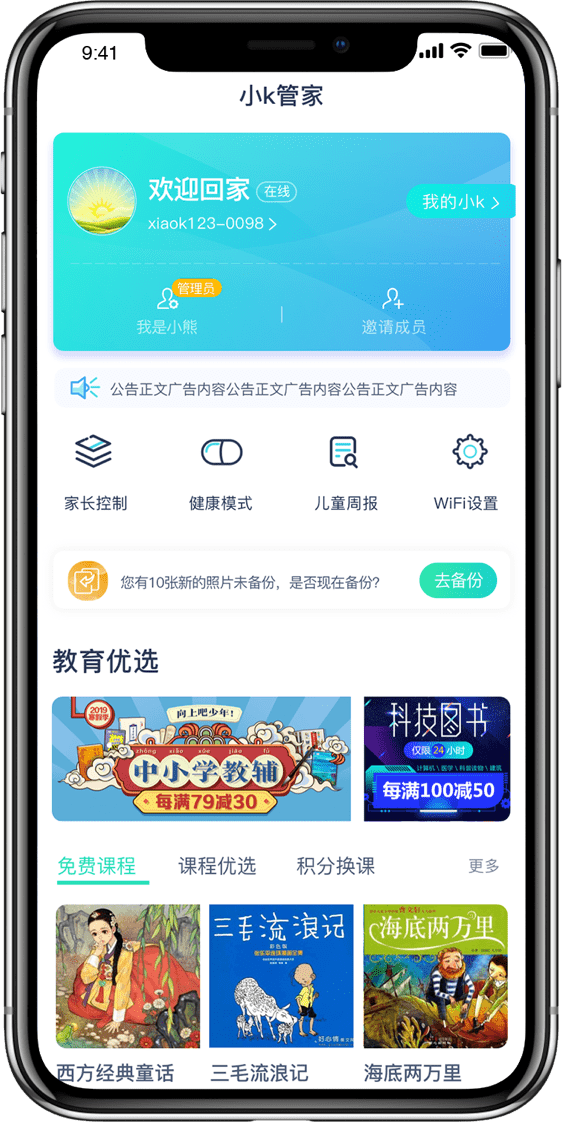 9:41
小k管家
欢迎回家 在线
xiaok123-0098
我的小k
管理员
我是小熊
邀请成员
公告正文广告内容公告正文广告内容公告正文广告内容
家长控制 健康模式 儿童周报 WiFi设置
您有10张新的照片未备份，是否现在备份?
去备份
教育优选
2019
寒假季
向上吧少年!
zhōng xiǎo xúe jiāo fǔ
中小学教辅
每满79减30
科技图书
仅限24小时
计算机 \ 医学 \ 科普读物 \ 建筑
每满100减50
免费课程 课程优选 积分换课 更多
三毛流浪记
彩色版
海底两万里
西方经典童话 三毛流浪记 海底两万里